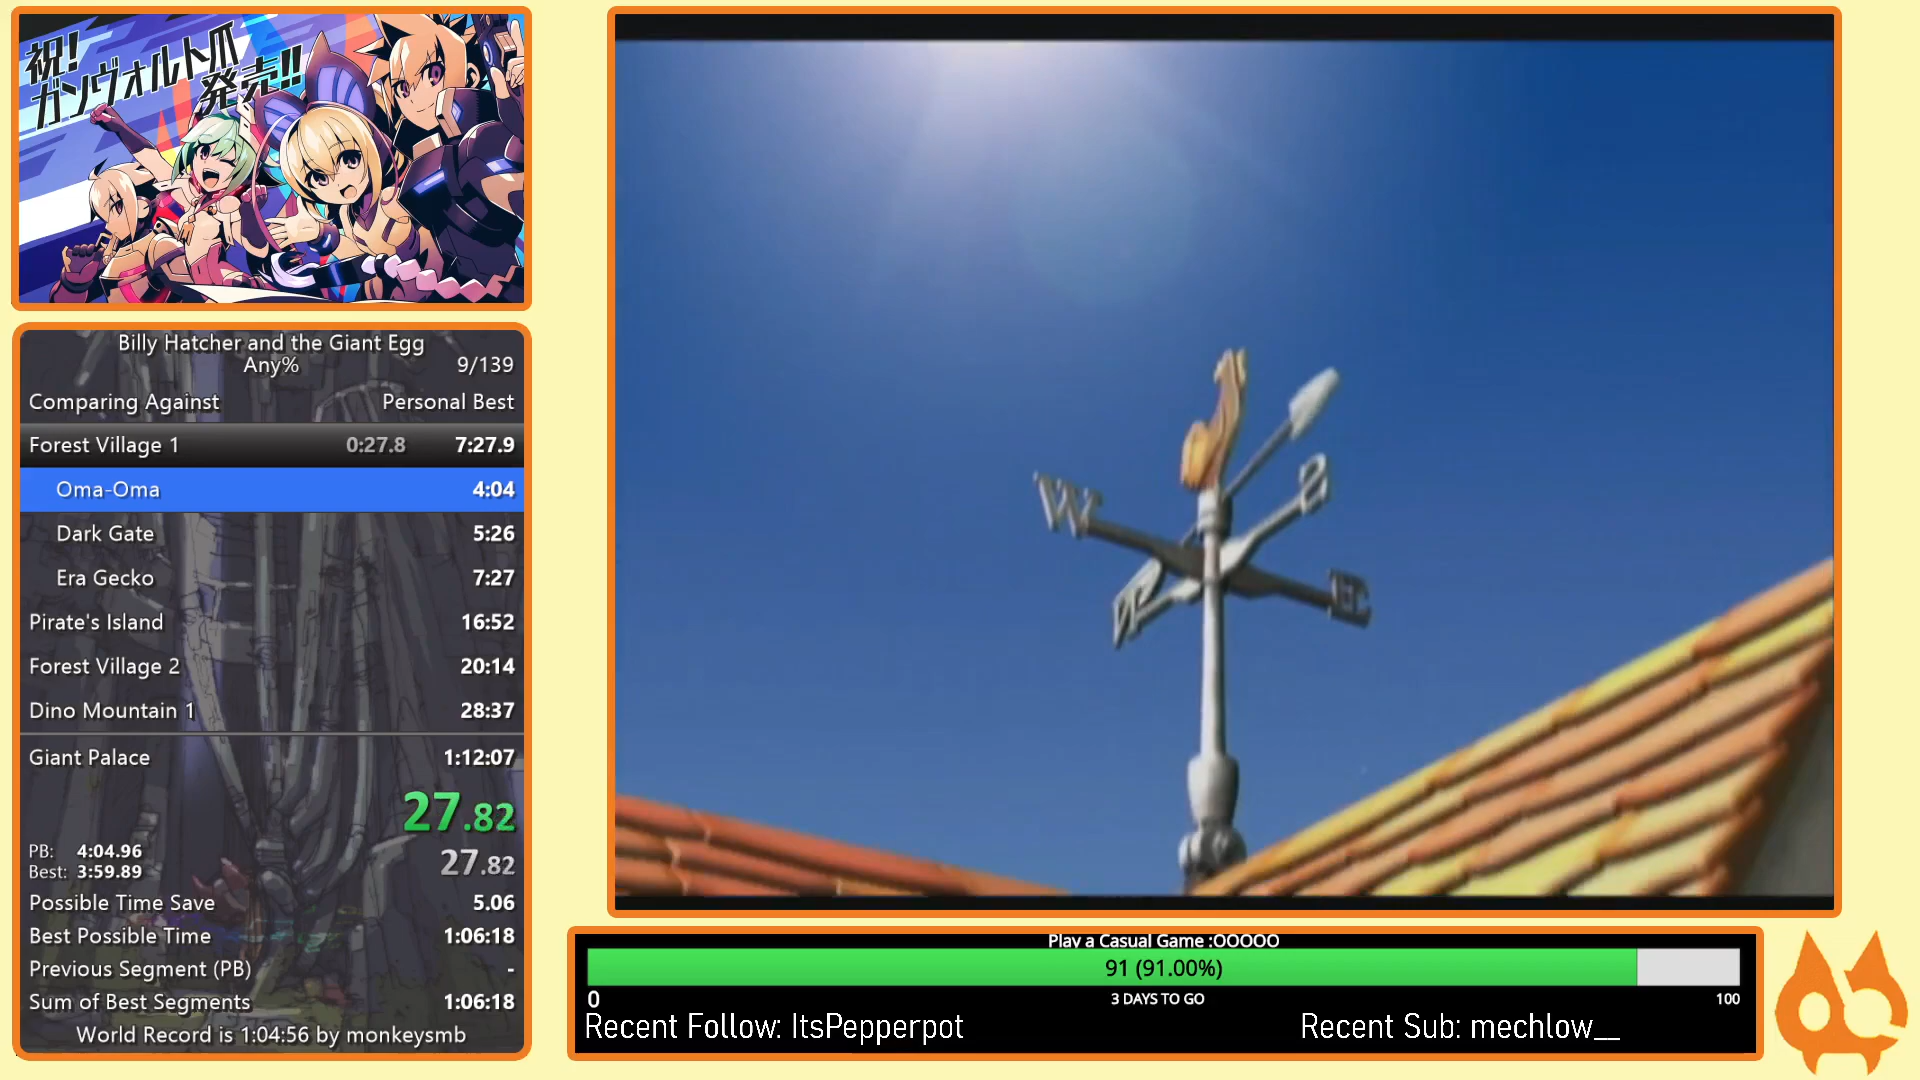 祝!
ガンヴォルト爪
発売!!
Billy Hatcher and the Giant Egg
Any% 9/139
Comparing Against Personal Best
Forest Village 1 0:27.8 7:27.9
Oma-Oma 4:04
Dark Gate 5:26
Era Gecko 7:27
Pirate's Island 16:52
Forest Village 2 20:14
Dino Mountain 1 28:37
Giant Palace 1:12:07
27.82
PB: 4:04.96
Best: 3:59.89
27.82
Possible Time Save 5.06
Best Possible Time 1:06:18
Previous Segment (PB) -
Sum of Best Segments 1:06:18
World Record is 1:04:56 by monkeysmb
W
S
E
Play a Casual Game :OOOOO
91 (91.00%)
0 3 DAYS TO GO 100
Recent Follow: ItsPepperpot Recent Sub: mechlow__